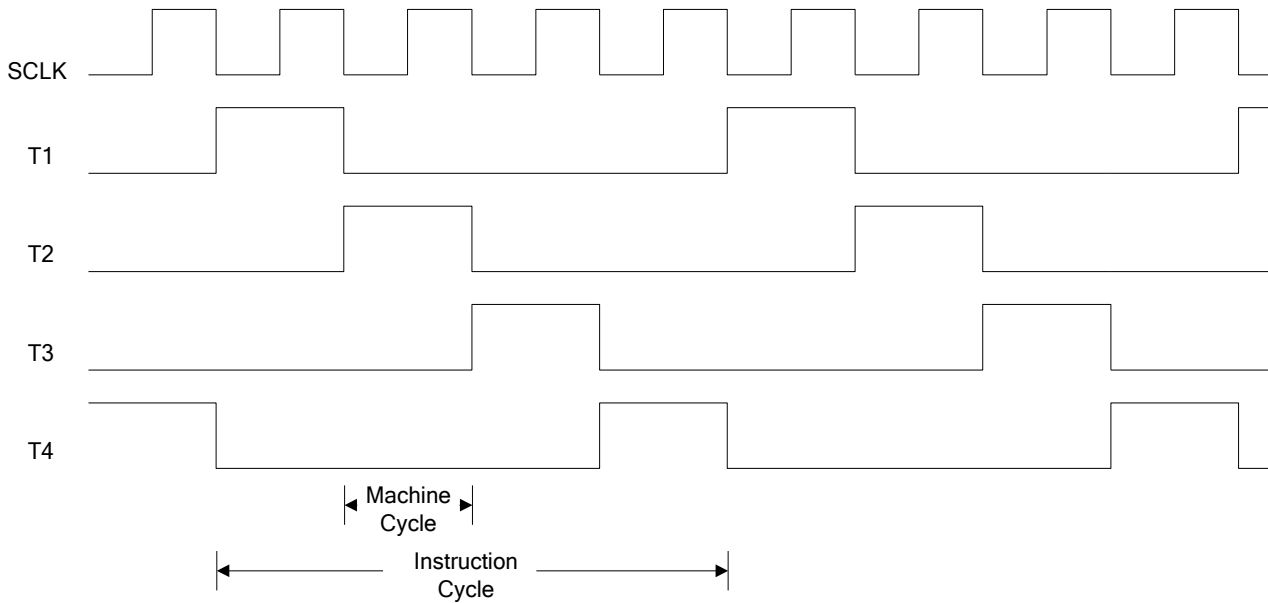 SCLK
T1
T2
T3
T4
Machine
Cycle
Instruction
Cycle